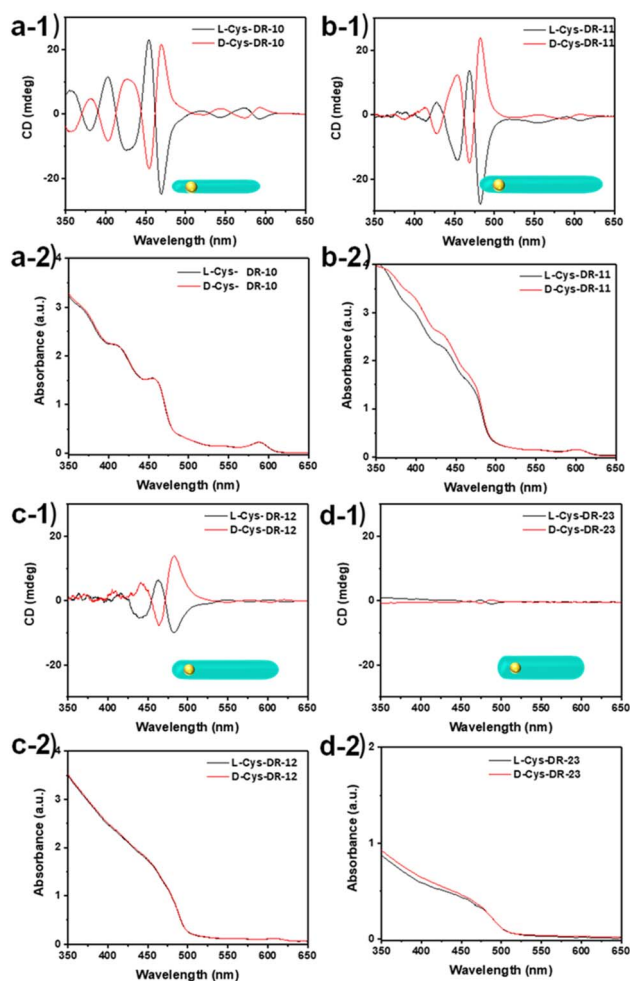 a-1)
L-Cys-DR-10
D-Cys-DR-10
CD (mdeg)
20
0
-20
350 400 450 500 550 600 650
Wavelength (nm)
b-1)
L-Cys-DR-11
D-Cys-DR-11
CD (mdeg)
20
0
-20
350 400 450 500 550 600 650
Wavelength (nm)
a-2)
L-Cys- DR-10
D-Cys- DR-10
Absorbance (a.u.)
4
3
2
1
0
350 400 450 500 550 600 650
Wavelength (nm)
b-2)
L-Cys-DR-11
D-Cys-DR-11
Absorbance (a.u.)
4
3
2
1
0
350 400 450 500 550 600 650
Wavelength (nm)
c-1)
L-Cys-DR-12
D-Cys-DR-12
CD (mdeg)
20
0
-20
350 400 450 500 550 600 650
Wavelength (nm)
d-1)
L-Cys-DR-23
D-Cys-DR-23
CD (mdeg)
20
0
-20
350 400 450 500 550 600 650
Wavelength (nm)
c-2)
L-Cys-DR-12
D-Cys-DR-12
Absorbance (a.u.)
4
3
2
1
0
350 400 450 500 550 600 650
Wavelength (nm)
d-2)
L-Cys-DR-23
D-Cys-DR-23
Absorbance (a.u.)
2
1
0
350 400 450 500 550 600 650
Wavelength (nm)